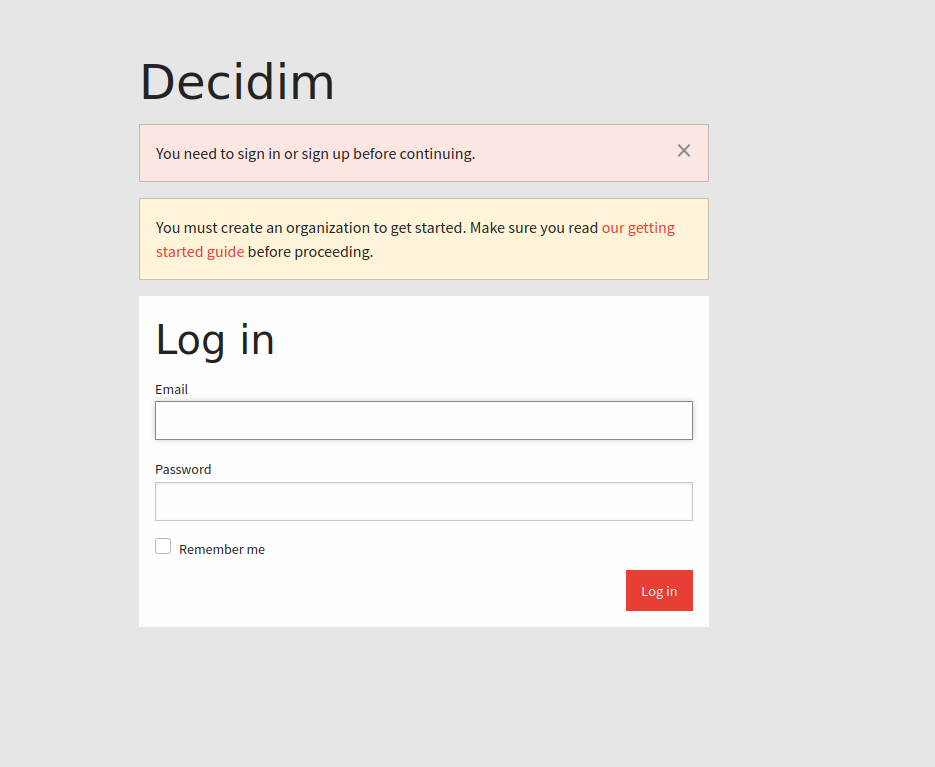 Decidim
You need to sign in or sign up before continuing.
×
You must create an organization to get started. Make sure you read our getting
started guide before proceeding.
Log in
Email
Password
Remember me
Log in